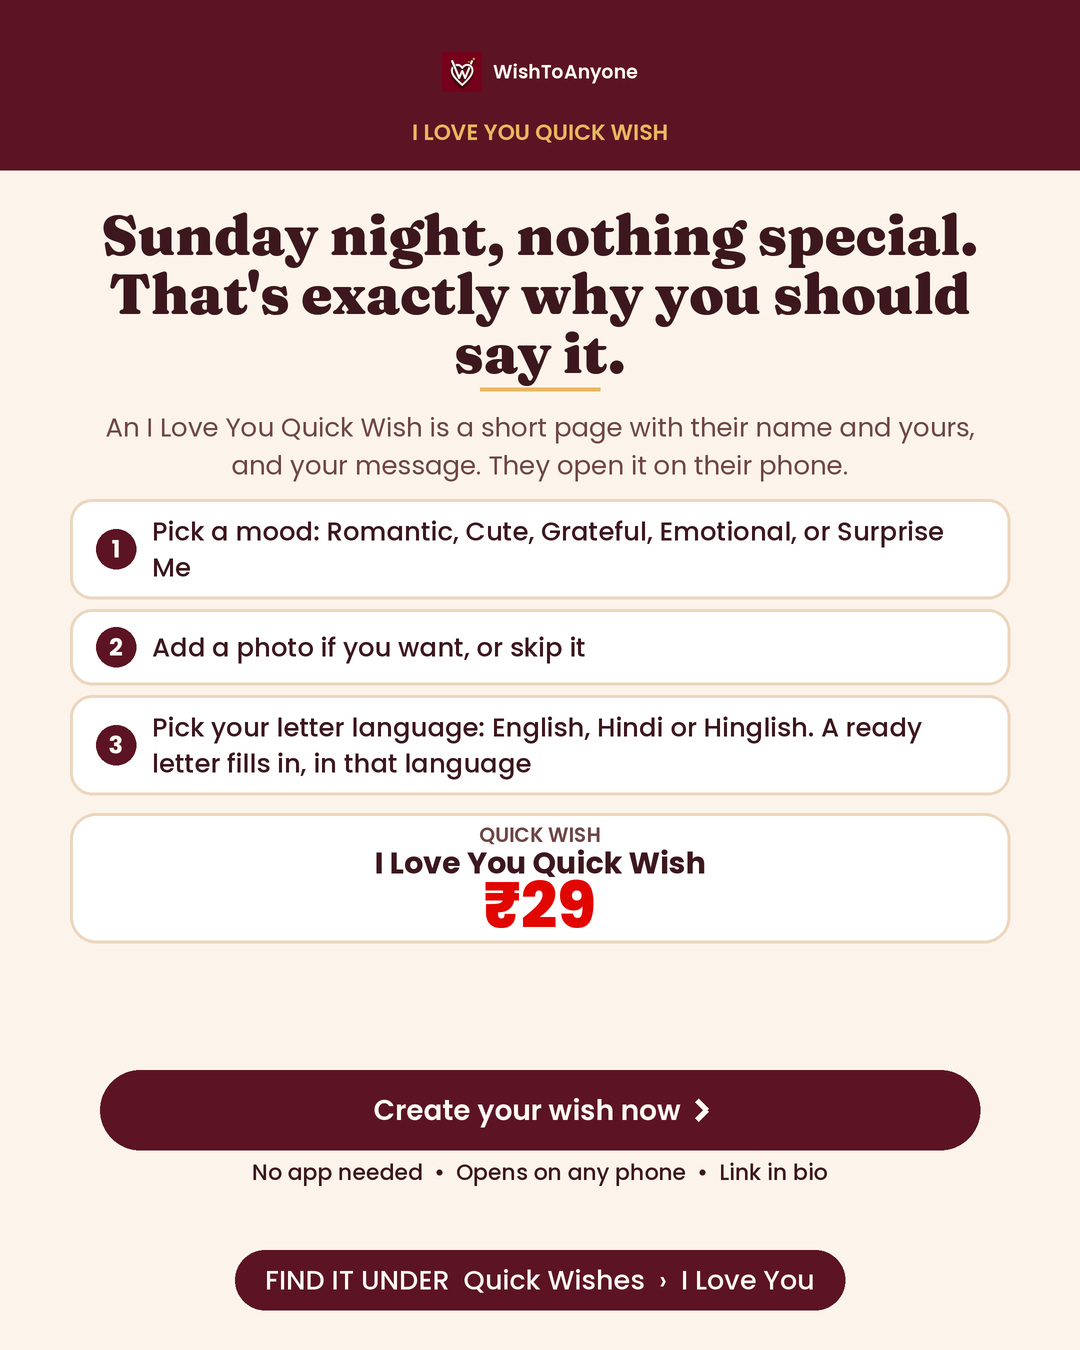 WishToAnyone
I LOVE YOU QUICK WISH
Sunday night, nothing special.
That's exactly why you should
say it.
An I Love You Quick Wish is a short page with their name and yours,
and your message. They open it on their phone.
1 Pick a mood: Romantic, Cute, Grateful, Emotional, or Surprise
Me
2 Add a photo if you want, or skip it
3 Pick your letter language: English, Hindi or Hinglish. A ready
letter fills in, in that language
QUICK WISH
I Love You Quick Wish
₹29
Create your wish now ›
No app needed • Opens on any phone • Link in bio
FIND IT UNDER Quick Wishes › I Love You